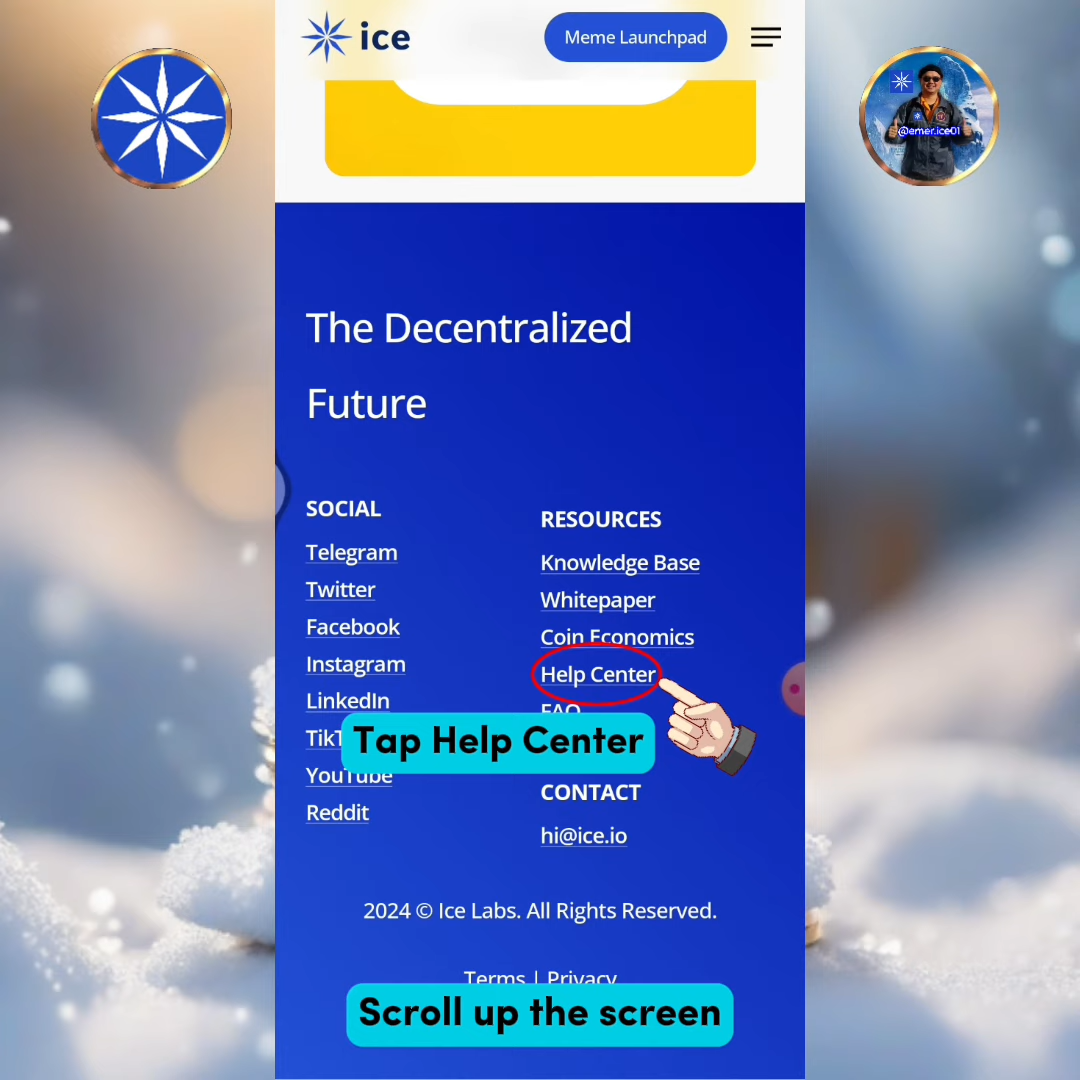 ice
Meme Launchpad
@emer.ice01
The Decentralized
Future
SOCIAL
Telegram
Twitter
Facebook
Instagram
LinkedIn
TikT
YouTube
Reddit
RESOURCES
Knowledge Base
Whitepaper
Coin Economics
Help Center
FAQ
Tap Help Center
CONTACT
hi@ice.io
2024 © Ice Labs. All Rights Reserved.
Terms | Privacy
Scroll up the screen